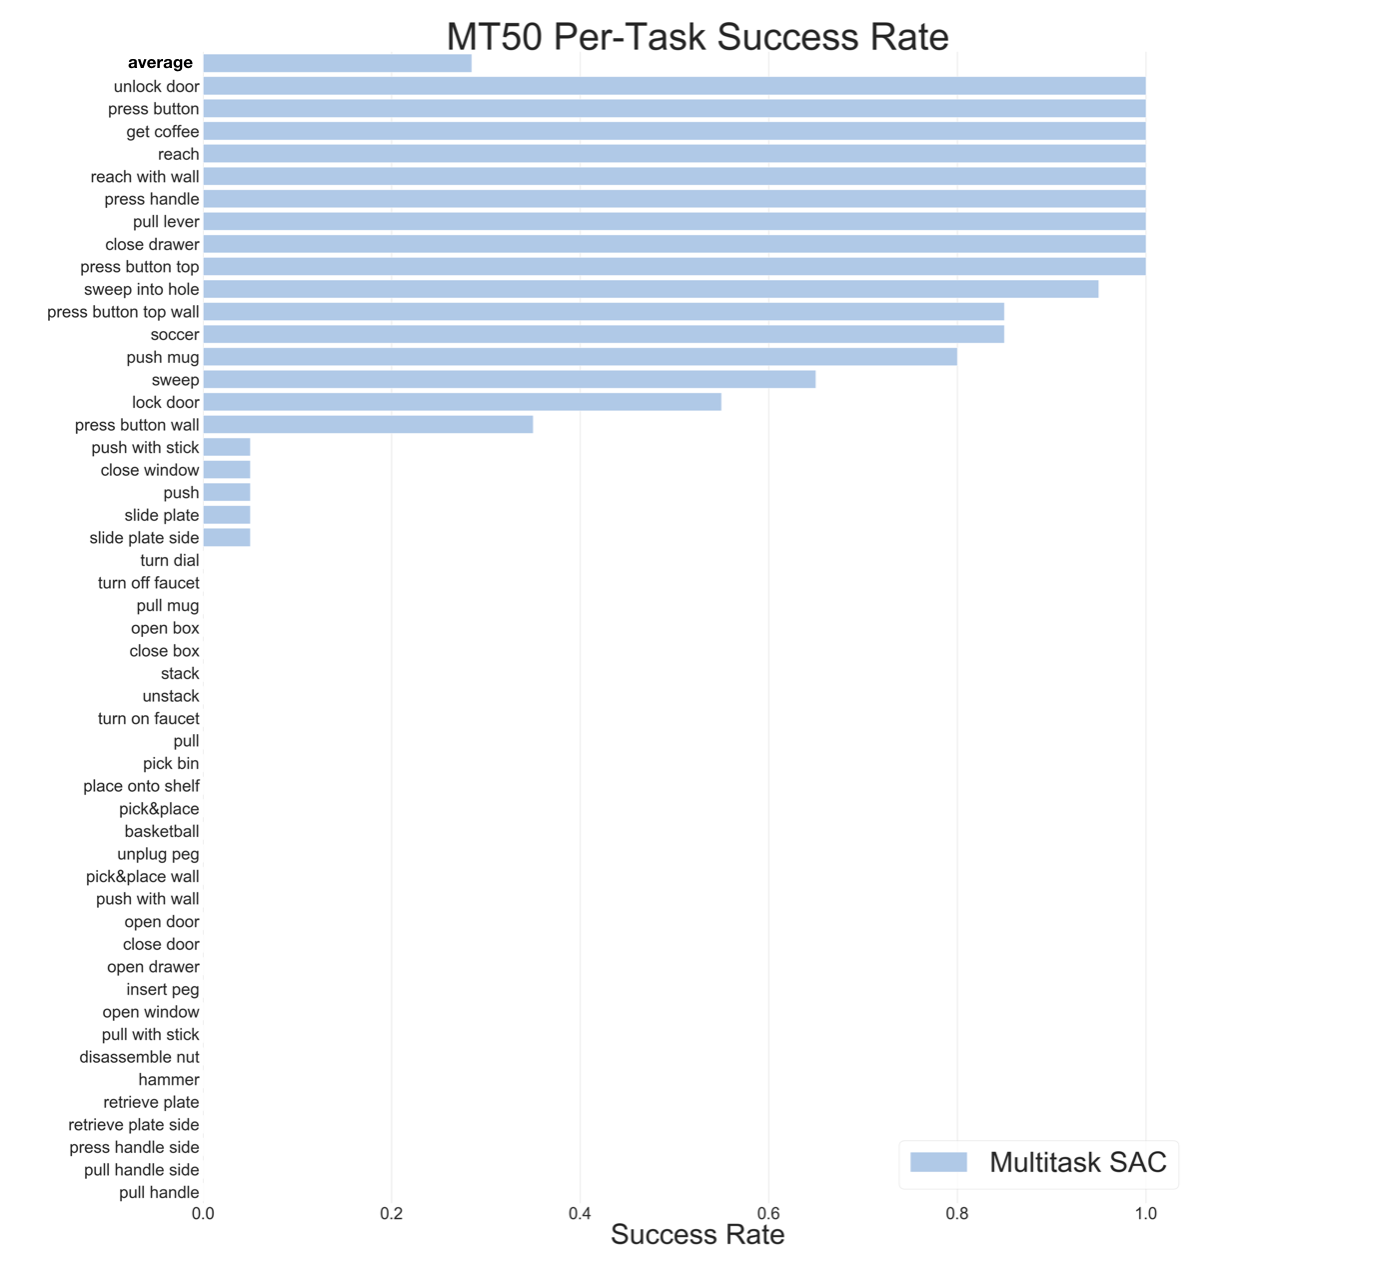 MT50 Per-Task Success Rate
average
unlock door
press button
get coffee
reach
reach with wall
press handle
pull lever
close drawer
press button top
sweep into hole
press button top wall
soccer
push mug
sweep
lock door
press button wall
push with stick
close window
push
slide plate
slide plate side
turn dial
turn off faucet
pull mug
open box
close box
stack
unstack
turn on faucet
pull
pick bin
place onto shelf
pick&place
basketball
unplug peg
pick&place wall
push with wall
open door
close door
open drawer
insert peg
open window
pull with stick
disassemble nut
hammer
retrieve plate
retrieve plate side
press handle side
pull handle side
pull handle
Multitask SAC
0.0 0.2 0.4 0.6 0.8 1.0
Success Rate